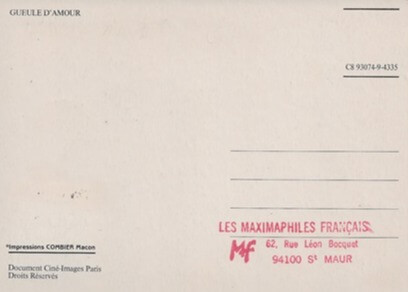 GUEULE D'AMOUR
C8 93074-9-4335
LES MAXIMAPHILES FRANÇAIS
MF 62, Rue Léon Bocquet
94100 St MAUR
*Impressions COMBIER Macon
Document Ciné-Images Paris
Droits Réservés